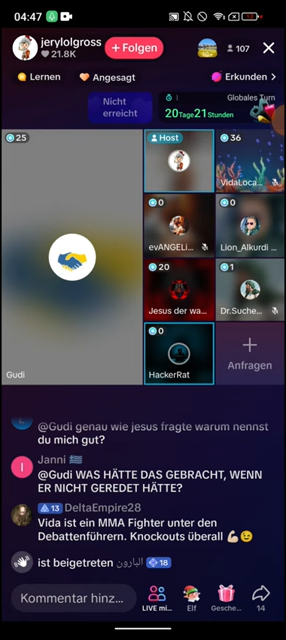 04:47
jerylolgross
21.8K
+ Folgen
107
Lernen
Angesagt
Erkunden >
Nicht
erreicht
Globales Turn
20Tage21Stunden
25
Host
36
VidaLoca...
0
0
evANGELi...
Lion_Alkurdi ...
20
1
Jesus der wa...
Dr.Suche...
0
Gudi
HackerRat
Anfragen
@Gudi genau wie jesus fragte warum nennst
du mich gut?
Janni 🇬🇷
@Gudi WAS HÄTTE DAS GEBRACHT, WENN
ER NICHT GEREDET HÄTTE?
13 DeltaEmpire28
Vida ist ein MMA Fighter unter den
Debattenführern. Knockouts überall 💪🏼😉
ist beigetreten البارون 18
Kommentar hinz...
LIVE mi...
Elf
Gesche...
14